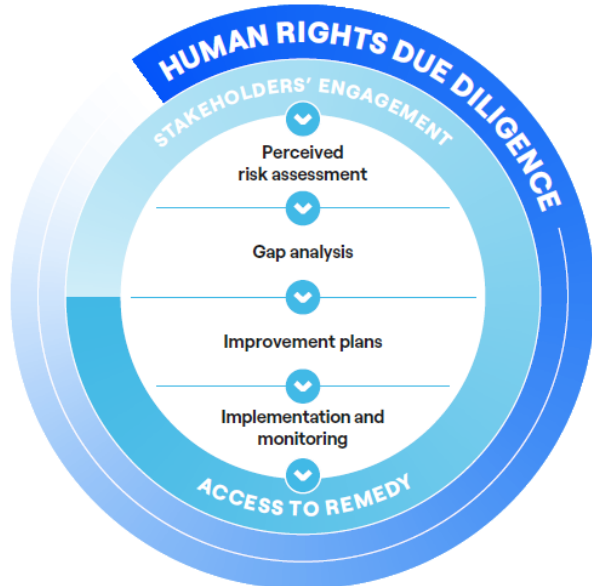 HUMAN RIGHTS DUE DILIGENCE
STAKEHOLDERS' ENGAGEMENT
Perceived
risk assessment
Gap analysis
Improvement plans
Implementation and
monitoring
ACCESS TO REMEDY